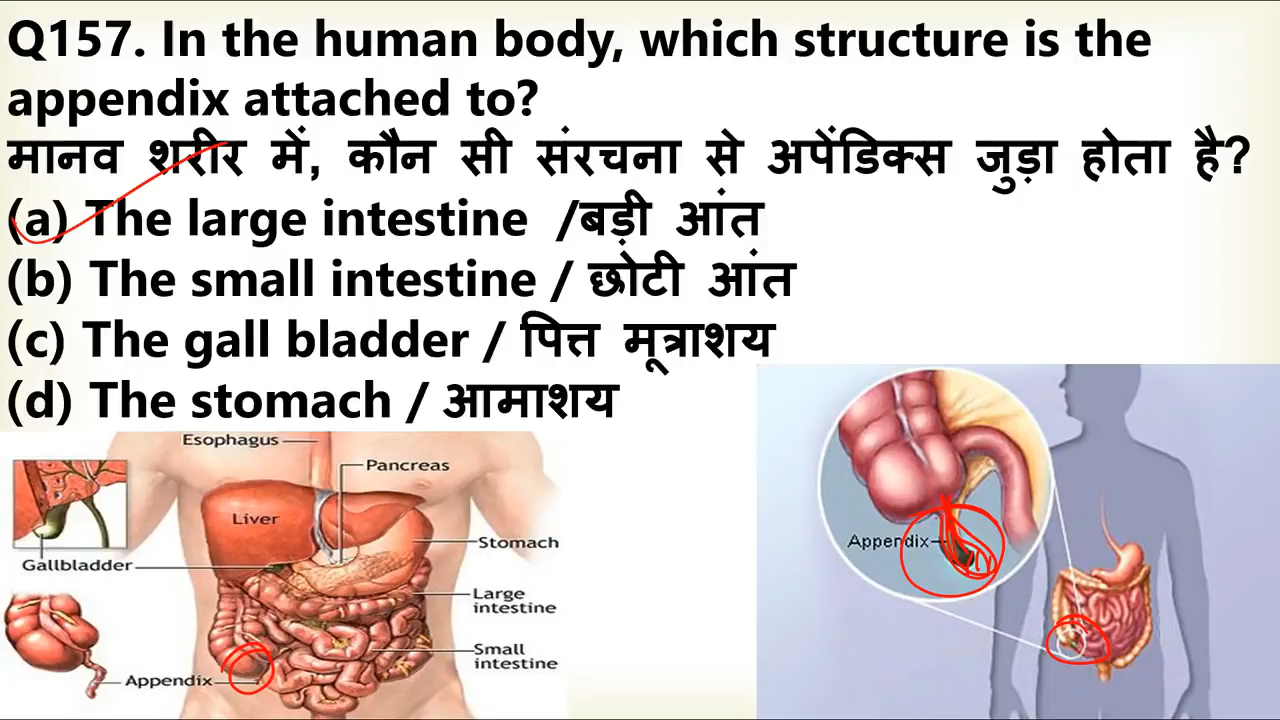 Q157. In the human body, which structure is the
appendix attached to?
मानव शरीर में, कौन सी संरचना से अपेंडिक्स जुड़ा होता है?
(a) The large intestine /बड़ी आंत
(b) The small intestine / छोटी आंत
(c) The gall bladder / पित्त मूत्राशय
(d) The stomach / आमाशय
Esophagus
Pancreas
Liver
Stomach
Gallbladder
Large
intestine
Small
intestine
Appendix
Appendix